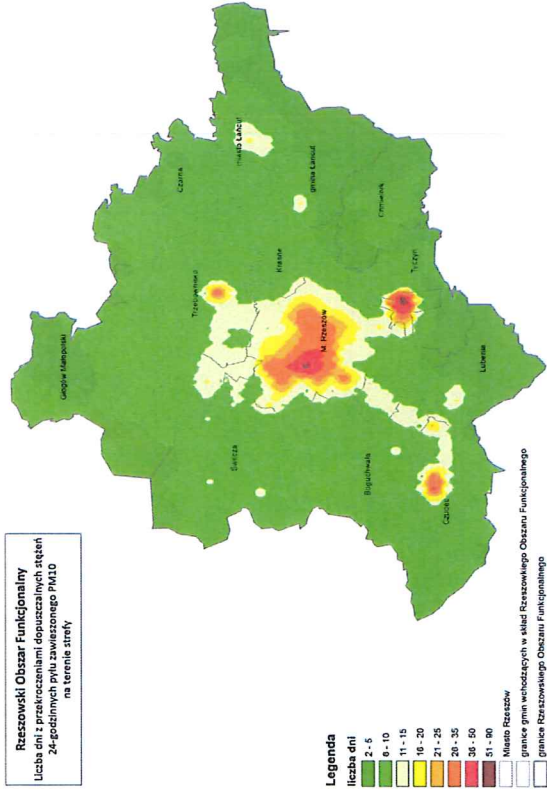 Rzeszowski Obszar Funkcjonalny
Liczba dni z przekroczeniami dopuszczalnych stężeń
24-godzinnych pyłu zawieszonego PM10
na terenie strefy
Głogów Małopolski
Czarna
miasto Łańcut
Trzebownisko
gmina Łańcut
Krasne
Świlcza
M. Rzeszów
Chmielnik
Tyczyn
Boguchwała
Lubenia
Czudec
Legenda
liczba dni
2 - 5
6 - 10
11 - 15
16 - 20
21 - 25
26 - 35
36 - 50
51 - 90
Miasto Rzeszów
granice gmin wchodzących w skład Rzeszowkiego Obszaru Funkcjonalnego
granice Rzeszowskiego Obszaru Funkcjonalnego